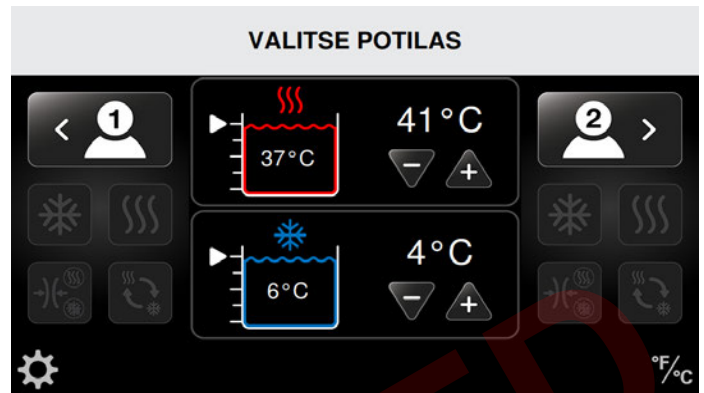 VALITSE POTILAS
< 1
41°C
37°C
− +
2 >
4°C
6°C
− +
°F/°C